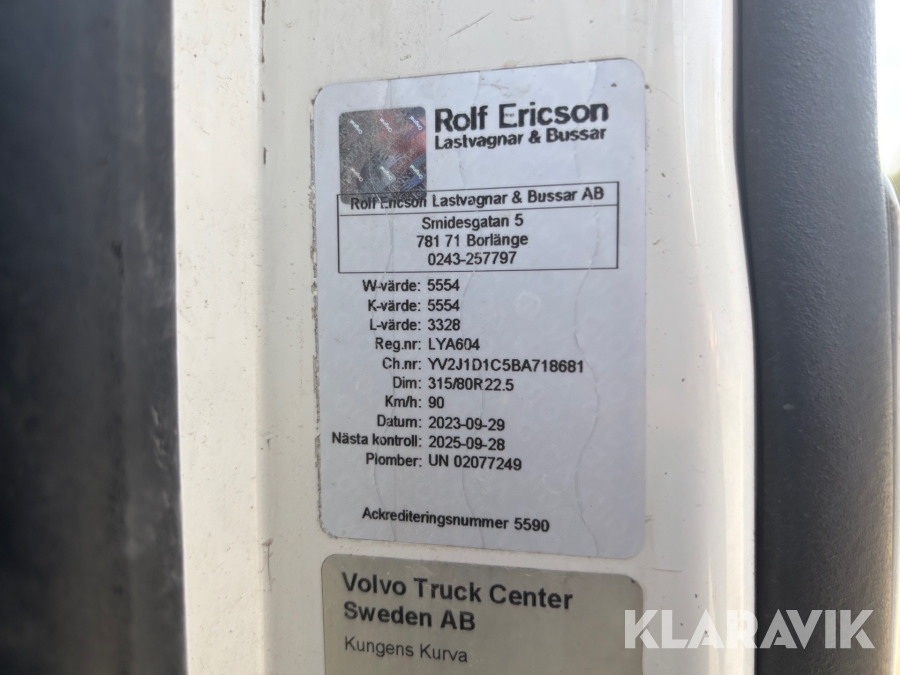 Rolf Ericson
Lastvagnar & Bussar
Rolf Ericson Lastvagnar & Bussar AB
Smidesgatan 5
781 71 Borlänge
0243-257797
W-värde: 5554
K-värde: 5554
L-värde: 3328
Reg.nr: LYA604
Ch.nr: YV2J1D1C5BA718681
Dim: 315/80R22.5
Km/h: 90
Datum: 2023-09-29
Nästa kontroll: 2025-09-28
Plomber: UN 02077249
Ackrediteringsnummer 5590
Volvo Truck Center
Sweden AB
Kungens Kurva
KLARAVIK